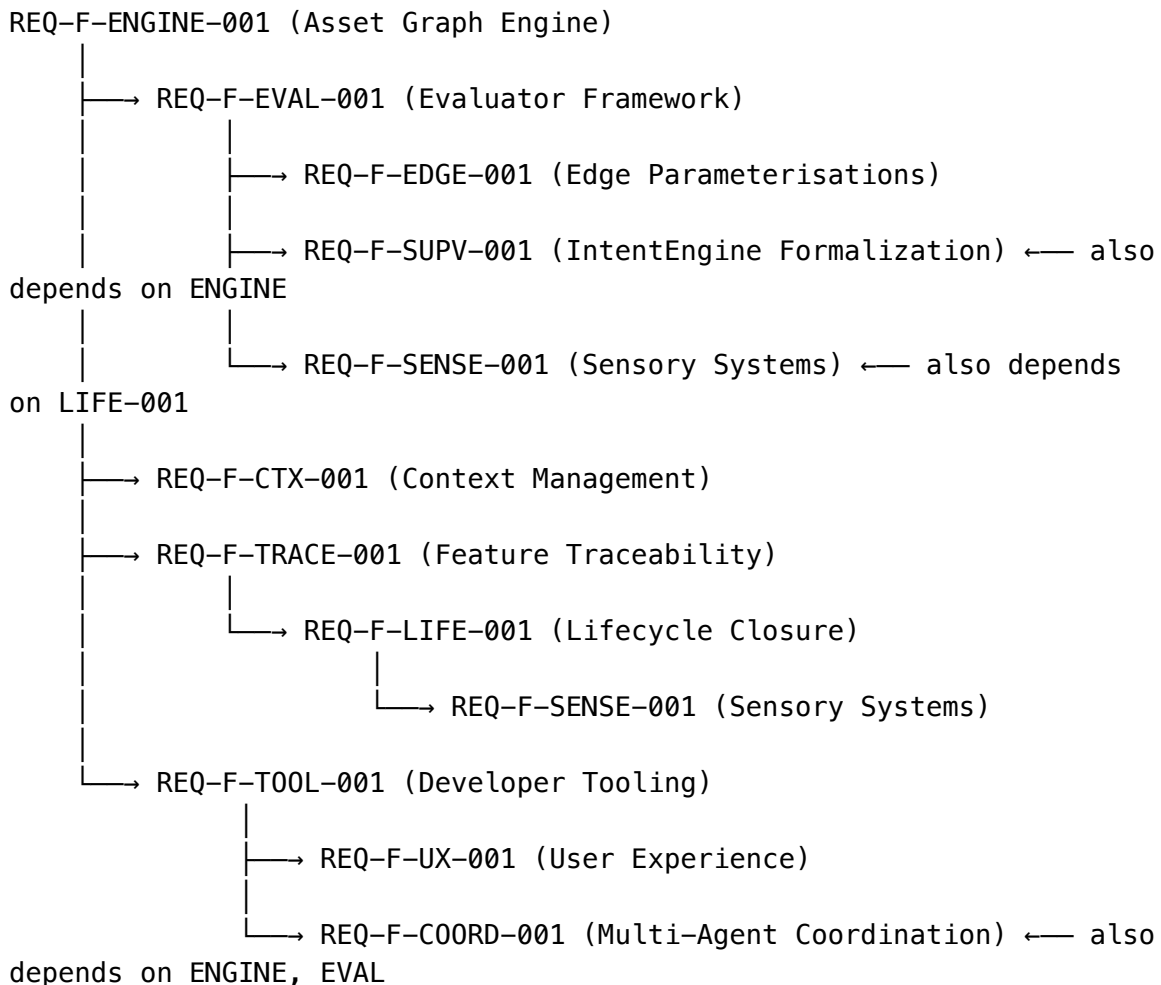 REQ-F-ENGINE-001 (Asset Graph Engine)
│
├──→ REQ-F-EVAL-001 (Evaluator Framework)
│ │
│ ├──→ REQ-F-EDGE-001 (Edge Parameterisations)
│ │
│ ├──→ REQ-F-SUPV-001 (IntentEngine Formalization) ←── also
depends on ENGINE
│ │
│ └──→ REQ-F-SENSE-001 (Sensory Systems) ←── also depends
on LIFE-001
│
├──→ REQ-F-CTX-001 (Context Management)
│
├──→ REQ-F-TRACE-001 (Feature Traceability)
│ │
│ └──→ REQ-F-LIFE-001 (Lifecycle Closure)
│ │
│ └──→ REQ-F-SENSE-001 (Sensory Systems)
│
└──→ REQ-F-TOOL-001 (Developer Tooling)
│
├──→ REQ-F-UX-001 (User Experience)
│
└──→ REQ-F-COORD-001 (Multi-Agent Coordination) ←── also
depends on ENGINE, EVAL